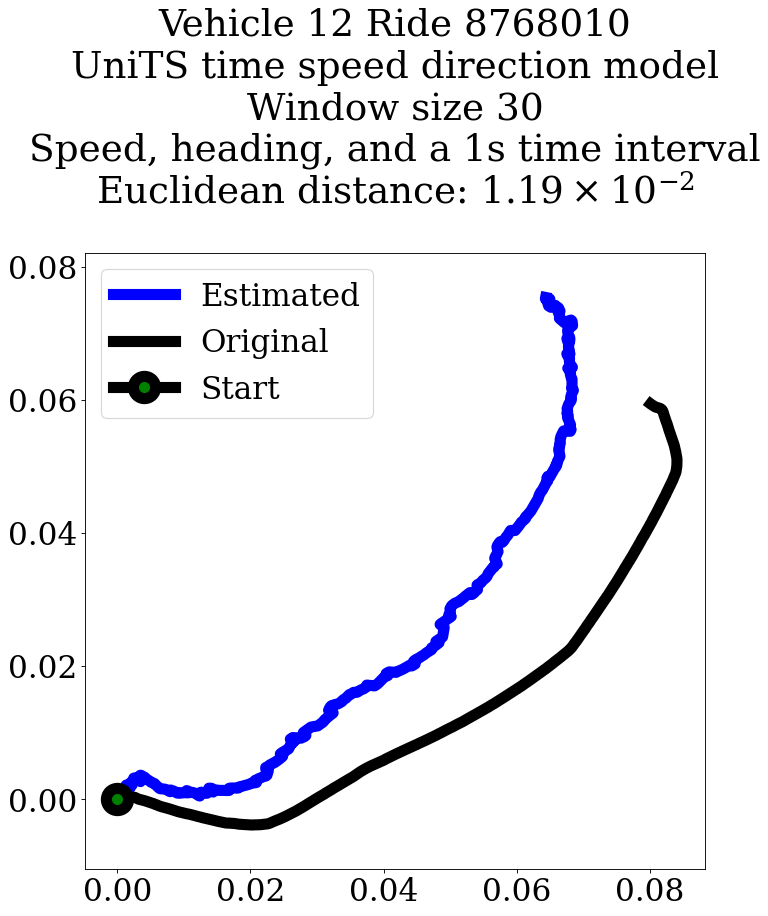 Vehicle 12 Ride 8768010
UniTS time speed direction model
Window size 30
Speed, heading, and a 1s time interval
Euclidean distance: 1.19 × 10⁻²
0.08
0.06
0.04
0.02
0.00
Estimated
Original
Start
0.00 0.02 0.04 0.06 0.08